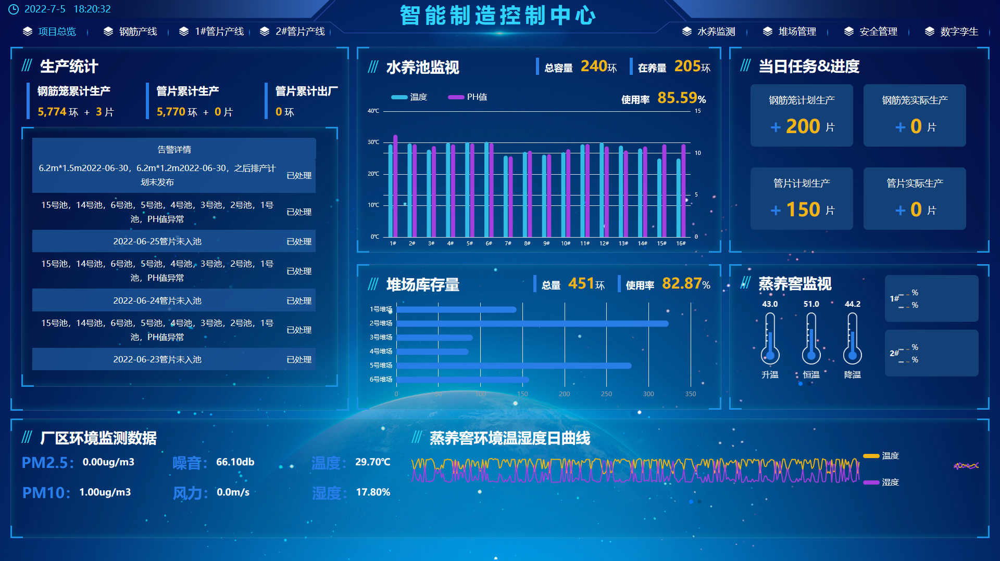 2022-7-5 18:20:32
智能制造控制中心
项目总览
钢筋产线
1#管片产线
2#管片产线
水养监测
堆场管理
安全管理
数字孪生
生产统计
钢筋笼累计生产
5,774 环 + 3 片
管片累计生产
5,770 环 + 0 片
管片累计出厂
0 环
告警详情
6.2m*1.5m2022-06-30，6.2m*1.2m2022-06-30，之后排产计
划未发布
已处理
15号池，14号池，6号池，5号池，4号池，3号池，2号池，1号
池，PH值异常
已处理
2022-06-25管片未入池
已处理
15号池，14号池，6号池，5号池，4号池，3号池，2号池，1号
池，PH值异常
已处理
2022-06-24管片未入池
已处理
15号池，14号池，6号池，5号池，4号池，3号池，2号池，1号
池，PH值异常
已处理
2022-06-23管片未入池
已处理
水养池监视
总容量 240环
在养量 205环
温度
PH值
使用率 85.59%
40℃
30℃
20℃
10℃
0℃
15
10
5
0
1# 2# 3# 4# 5# 6# 7# 8# 9# 10# 11# 12# 13# 14# 15# 16#
堆场库存量
总量 451环
使用率 82.87%
1号堆场
2号堆场
3号堆场
4号堆场
5号堆场
6号堆场
0 50 100 150 200 250 300 350
当日任务&进度
钢筋笼计划生产
+ 200 片
钢筋笼实际生产
+ 0 片
管片计划生产
+ 150 片
管片实际生产
+ 0 片
蒸养窖监视
43.0
升温
51.0
恒温
44.2
降温
1#
-- %
-- %
2#
-- %
-- %
厂区环境监测数据
PM2.5： 0.00ug/m3
噪音： 66.10db
温度： 29.70℃
PM10： 1.00ug/m3
风力： 0.0m/s
湿度： 17.80%
蒸养窖环境温湿度日曲线
温度
湿度